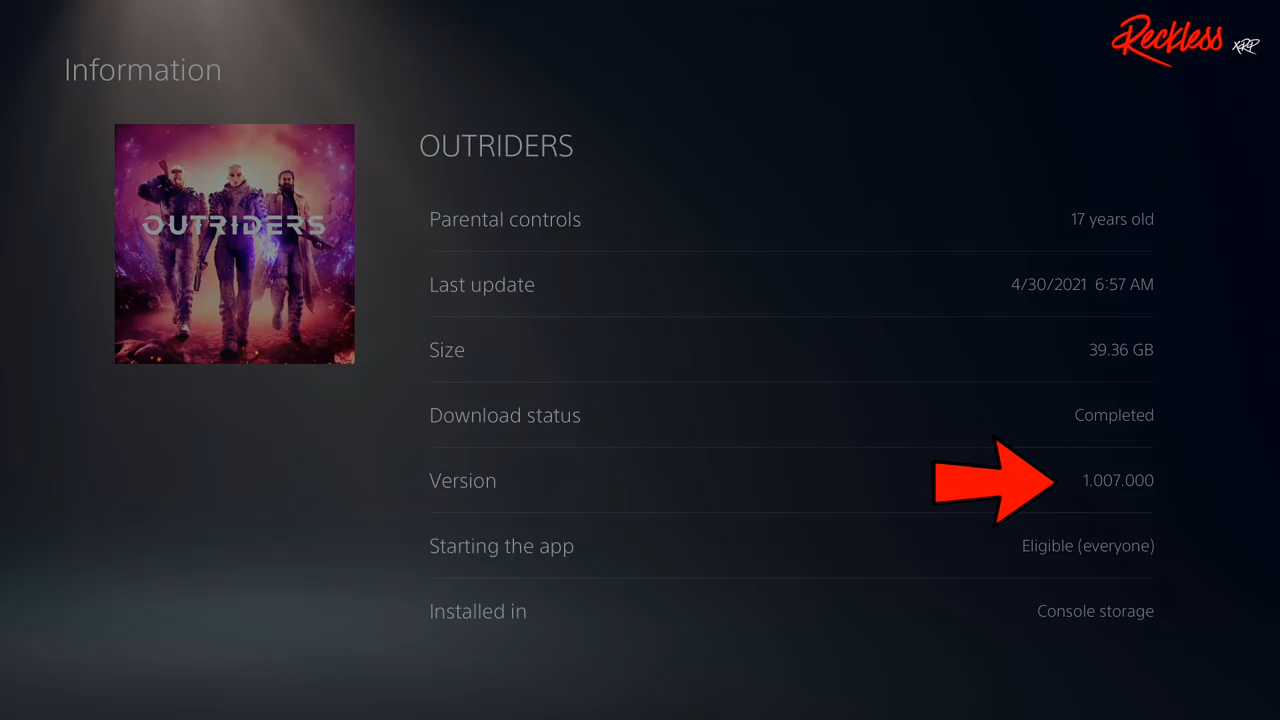 Reckless XRP
Information
OUTRIDERS
OUTRIDERS
Parental controls 17 years old
Last update 4/30/2021 6:57 AM
Size 39.36 GB
Download status Completed
Version 1.007.000
Starting the app Eligible (everyone)
Installed in Console storage